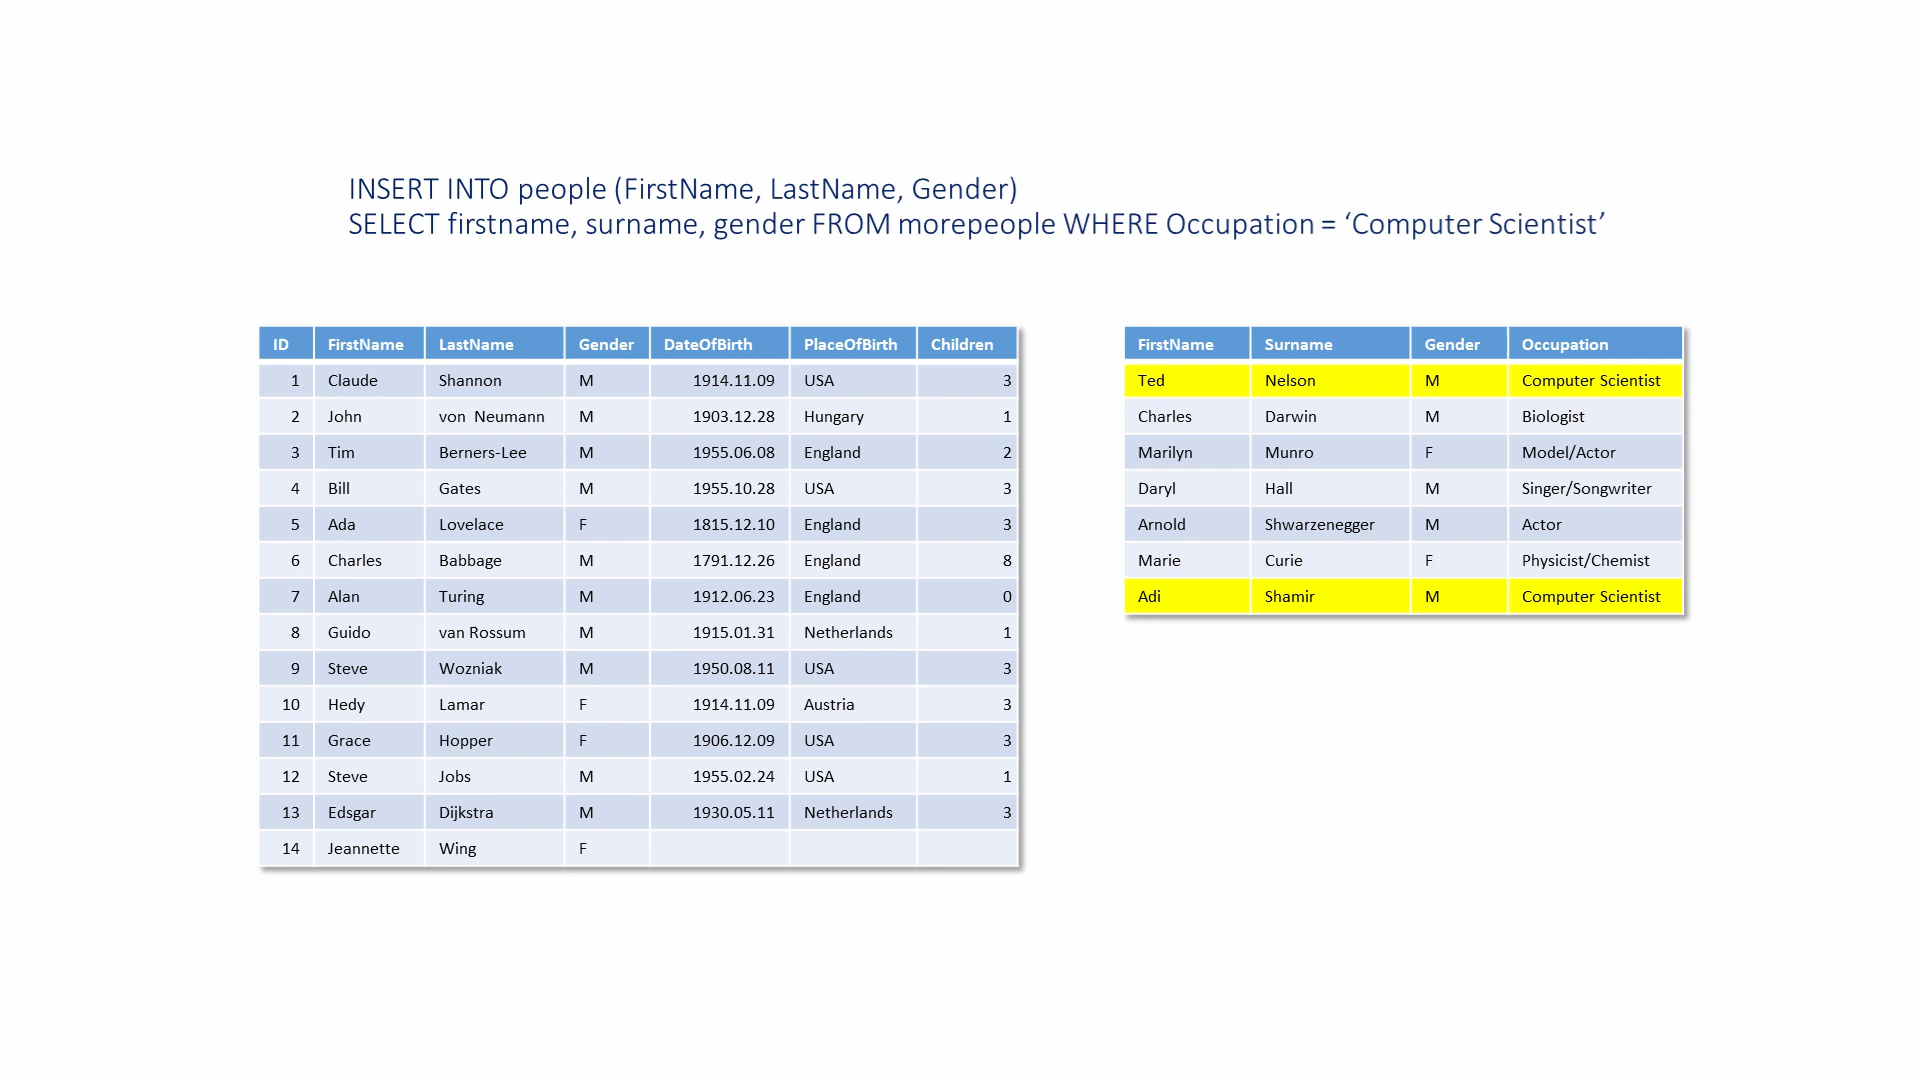 INSERT INTO people (FirstName, LastName, Gender)
SELECT firstname, surname, gender FROM morepeople WHERE Occupation = ‘Computer Scientist’
ID FirstName LastName Gender DateOfBirth PlaceOfBirth Children
1 Claude Shannon M 1914.11.09 USA 3
2 John von Neumann M 1903.12.28 Hungary 1
3 Tim Berners-Lee M 1955.06.08 England 2
4 Bill Gates M 1955.10.28 USA 3
5 Ada Lovelace F 1815.12.10 England 3
6 Charles Babbage M 1791.12.26 England 8
7 Alan Turing M 1912.06.23 England 0
8 Guido van Rossum M 1915.01.31 Netherlands 1
9 Steve Wozniak M 1950.08.11 USA 3
10 Hedy Lamar F 1914.11.09 Austria 3
11 Grace Hopper F 1906.12.09 USA 3
12 Steve Jobs M 1955.02.24 USA 1
13 Edsgar Dijkstra M 1930.05.11 Netherlands 3
14 Jeannette Wing F
FirstName Surname Gender Occupation
Ted Nelson M Computer Scientist
Charles Darwin M Biologist
Marilyn Munro F Model/Actor
Daryl Hall M Singer/Songwriter
Arnold Shwarzenegger M Actor
Marie Curie F Physicist/Chemist
Adi Shamir M Computer Scientist